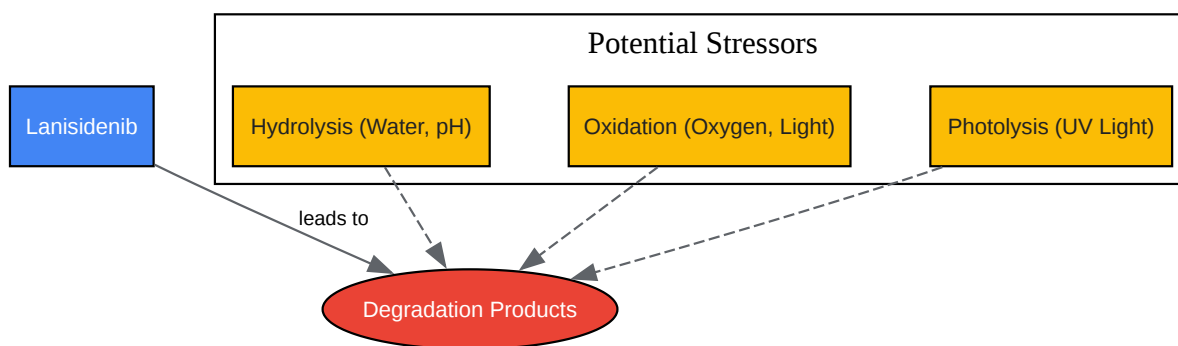 Potential Stressors
Lanisidenib
Hydrolysis (Water, pH)
Oxidation (Oxygen, Light)
Photolysis (UV Light)
leads to
Degradation Products